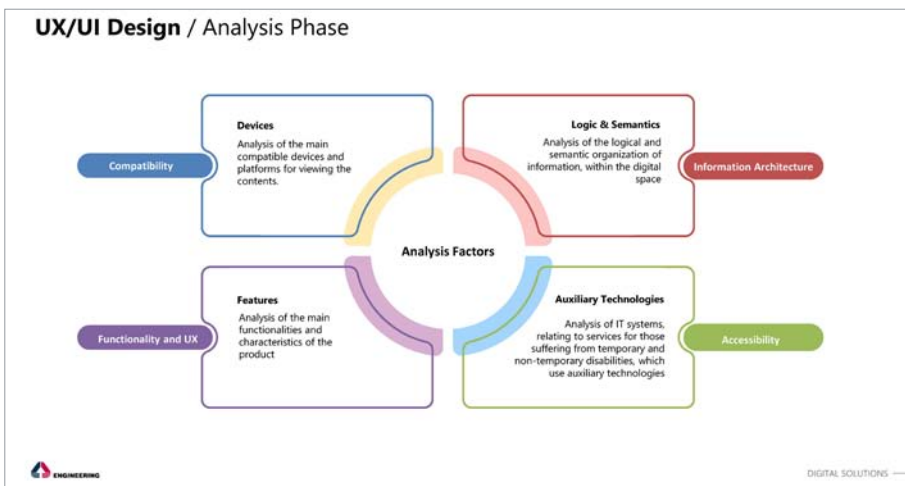 UX/UI Design / Analysis Phase
Devices
Analysis of the main
compatible devices and
platforms for viewing the
contents.
Compatibility
Logic & Semantics
Analysis of the logical and
semantic organization of
information, within the digital
space
Information Architecture
Analysis Factors
Features
Analysis of the main
functionalities and
characteristics of the
product
Functionality and UX
Auxiliary Technologies
Analysis of IT systems,
relating to services for those
suffering from temporary and
non-temporary disabilities, which
use auxiliary technologies
Accessibility
ENGINEERING
DIGITAL SOLUTIONS